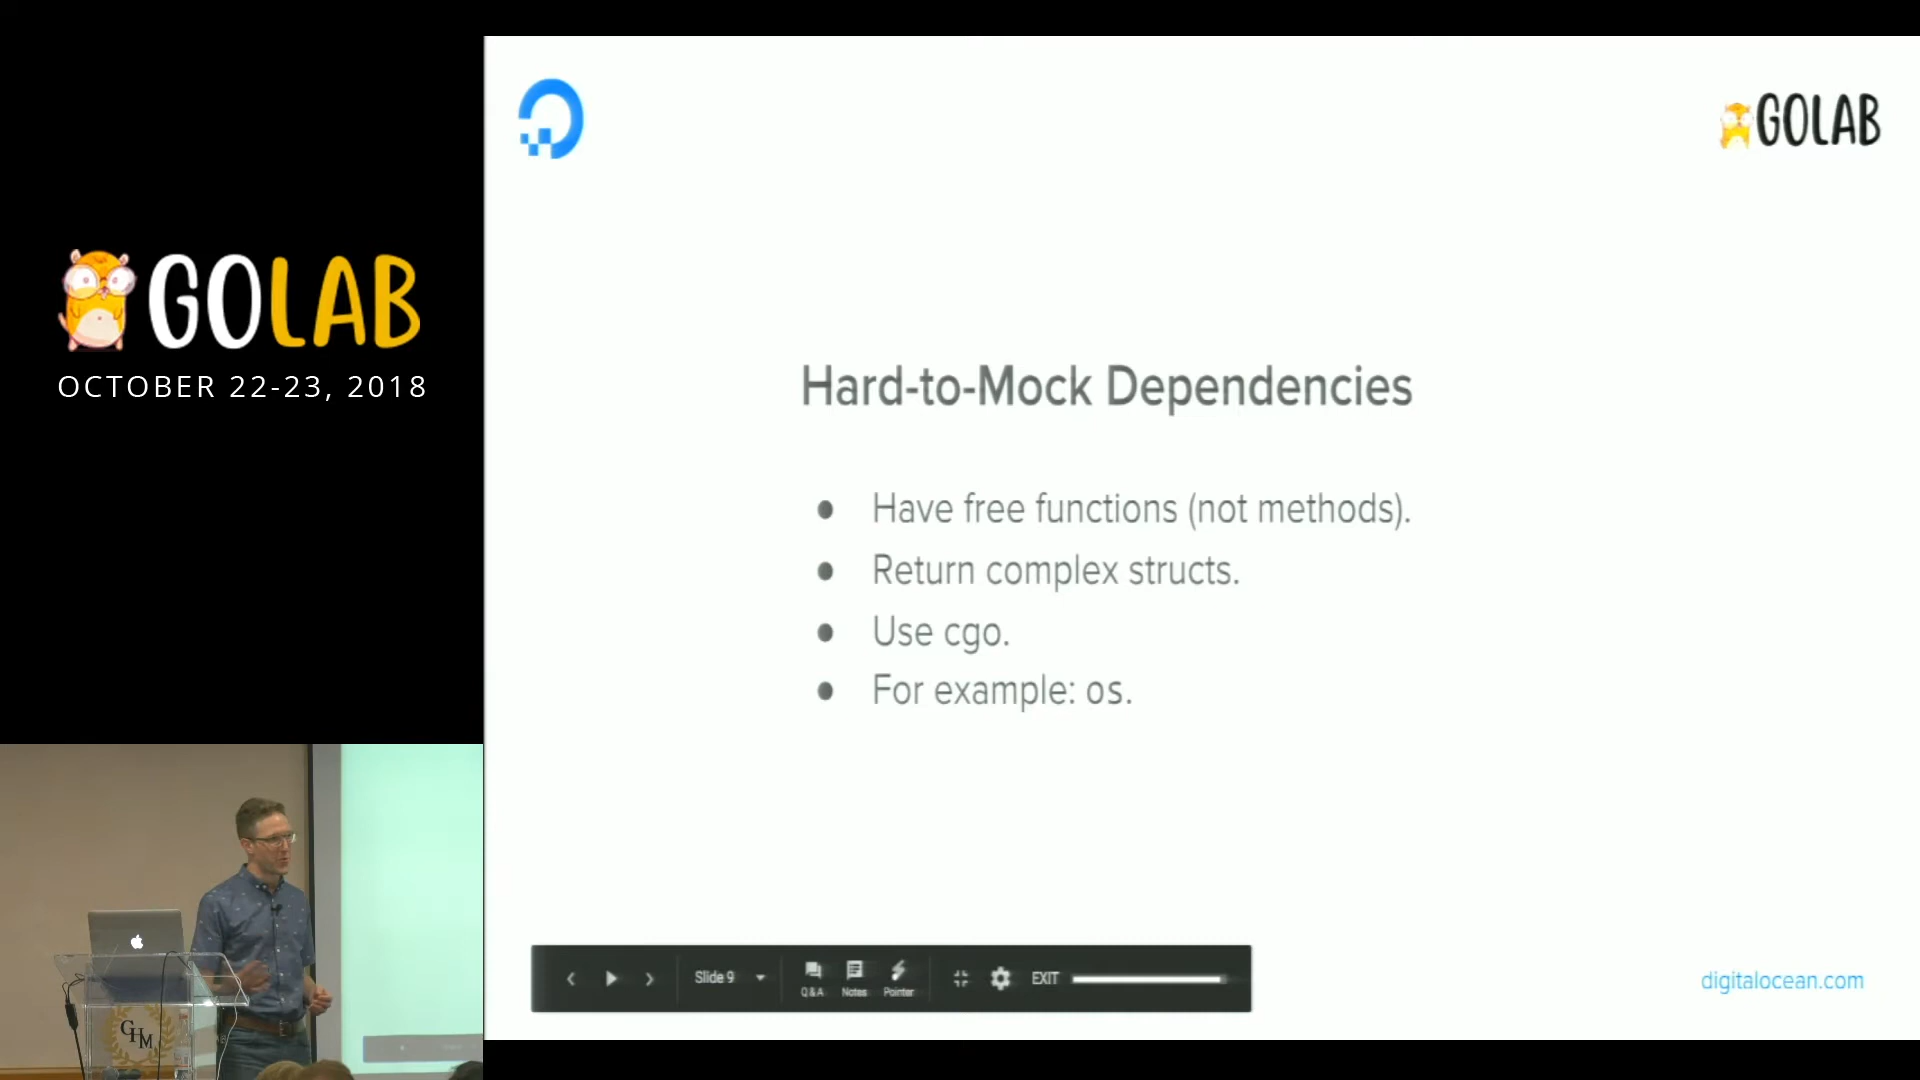 GOLAB
OCTOBER 22-23, 2018
GOLAB
Hard-to-Mock Dependencies
● Have free functions (not methods).
● Return complex structs.
● Use cgo.
● For example: os.
Slide 9
Q&A
Notes
Pointer
EXIT
digitalocean.com
GHM